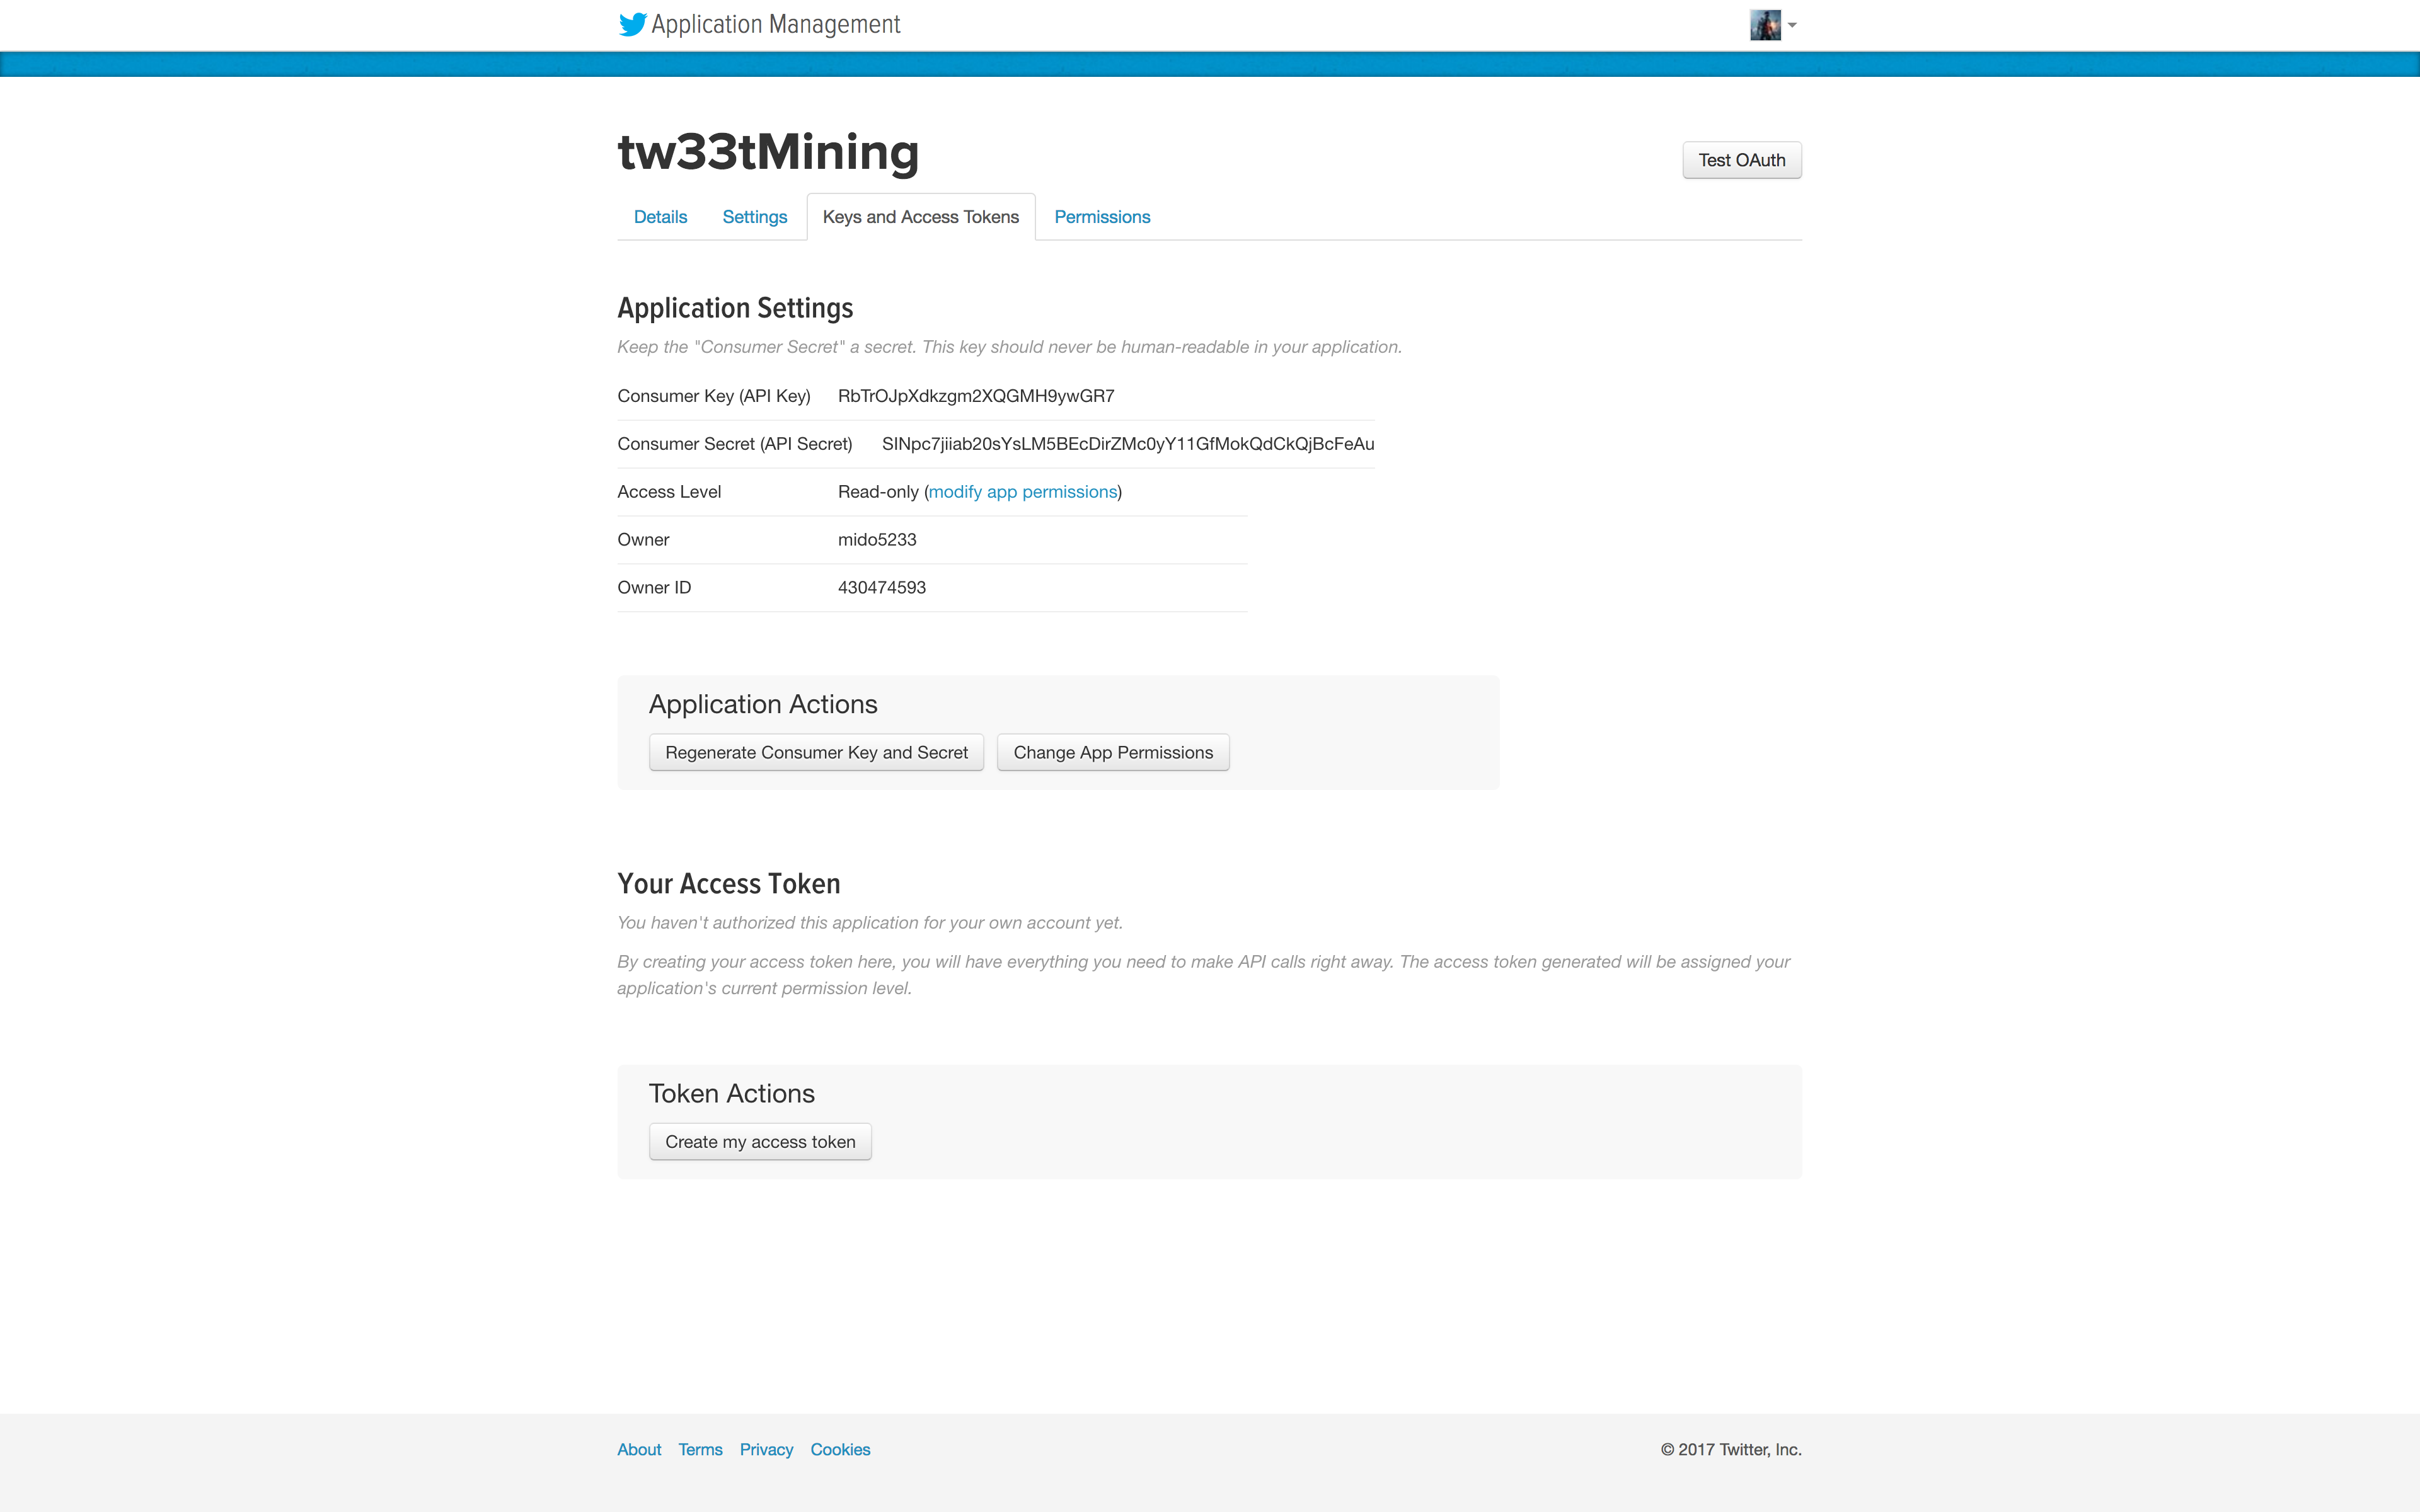 Application Management
tw33tMining
Test OAuth
Details Settings Keys and Access Tokens Permissions
Application Settings
Keep the "Consumer Secret" a secret. This key should never be human-readable in your application.
Consumer Key (API Key) RbTrOJpXdkzgm2XQGMH9ywGR7
Consumer Secret (API Secret) SINpc7jiiab20sYsLM5BEcDirZMc0yY11GfMokQdCkQjBcFeAu
Access Level Read-only (modify app permissions)
Owner mido5233
Owner ID 430474593
Application Actions
Regenerate Consumer Key and Secret Change App Permissions
Your Access Token
You haven't authorized this application for your own account yet.
By creating your access token here, you will have everything you need to make API calls right away. The access token generated will be assigned your
application's current permission level.
Token Actions
Create my access token
About Terms Privacy Cookies © 2017 Twitter, Inc.